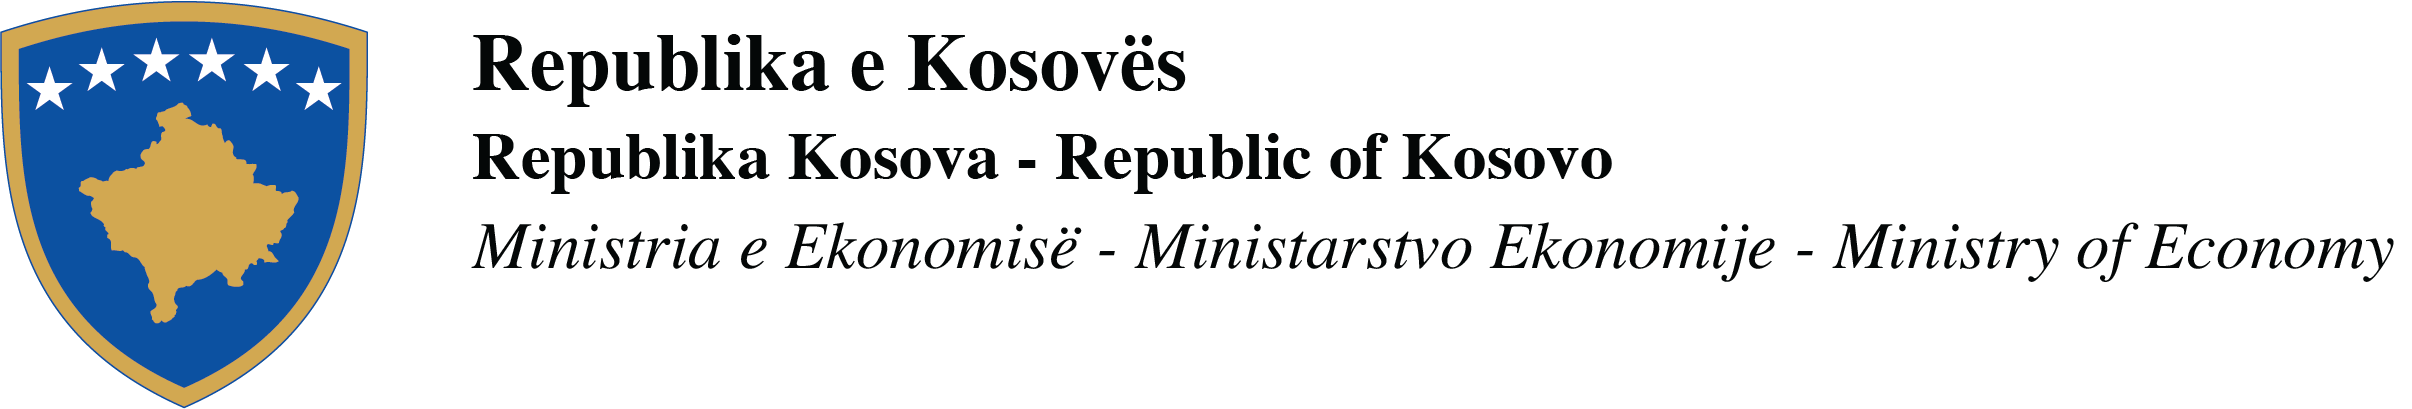 Republika e Kosovës
Republika Kosova - Republic of Kosovo
Ministria e Ekonomisë - Ministarstvo Ekonomije - Ministry of Economy